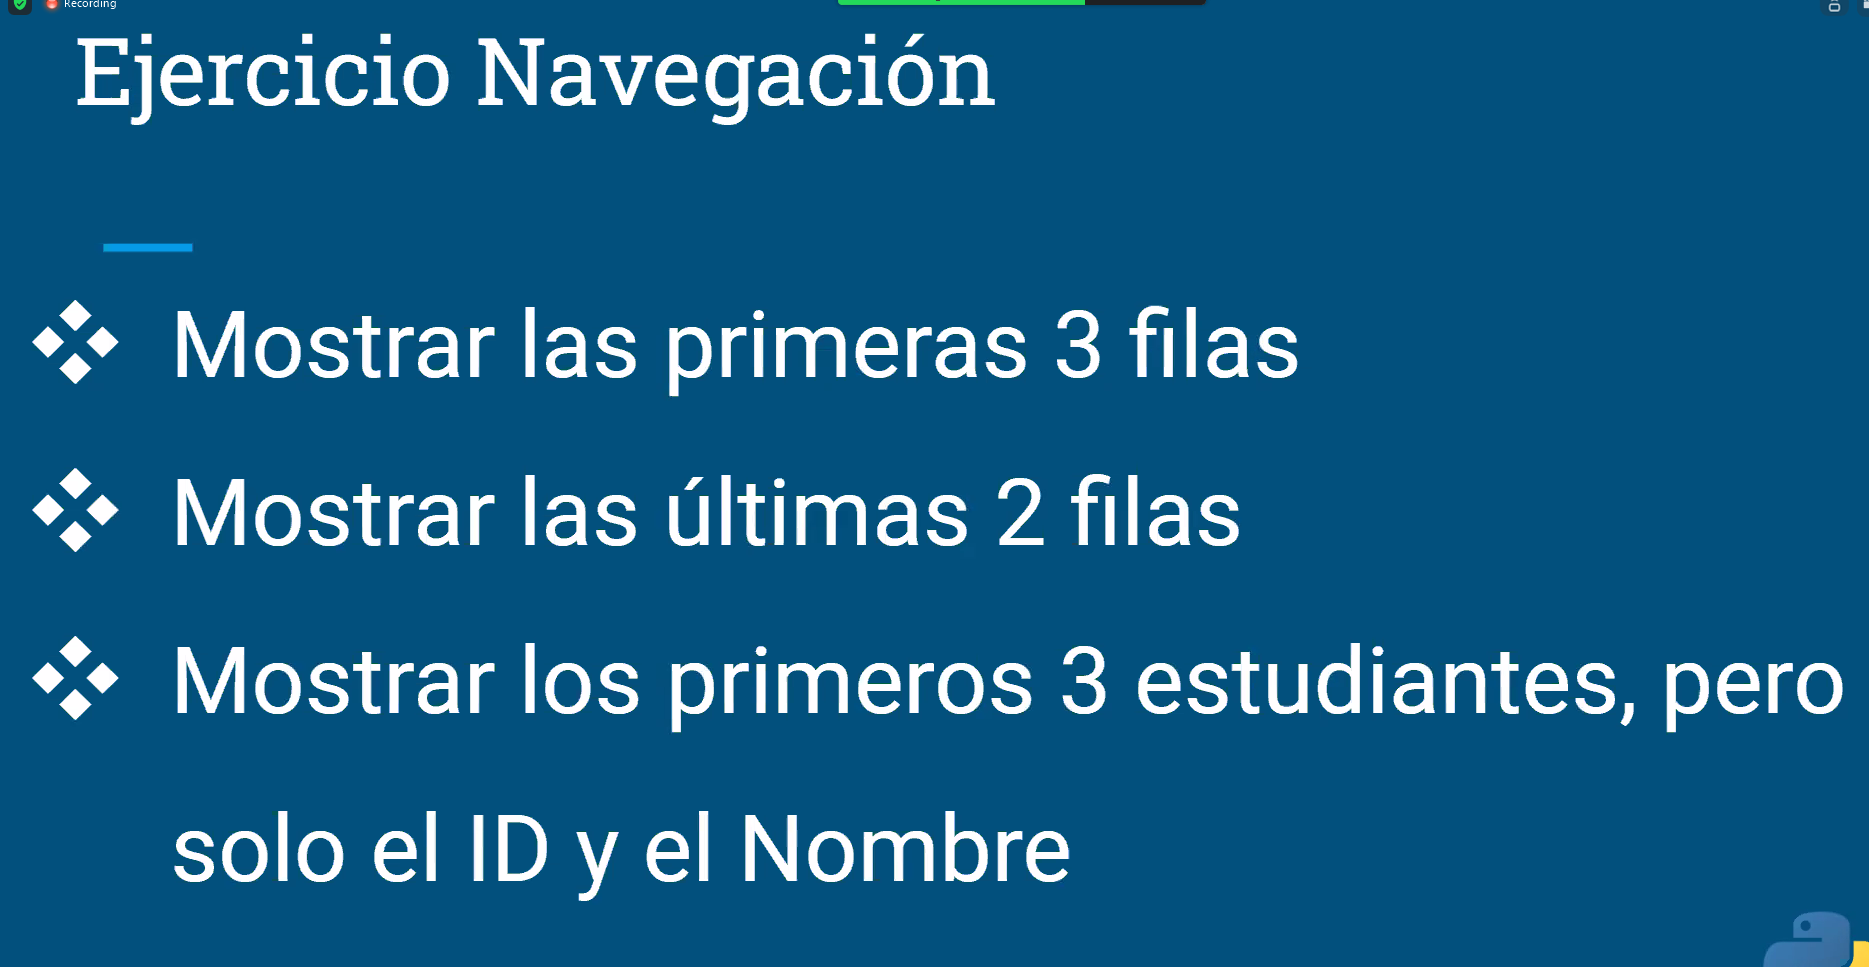 Recording
Ejercicio Navegación
Mostrar las primeras 3 filas
Mostrar las últimas 2 filas
Mostrar los primeros 3 estudiantes, pero
solo el ID y el Nombre